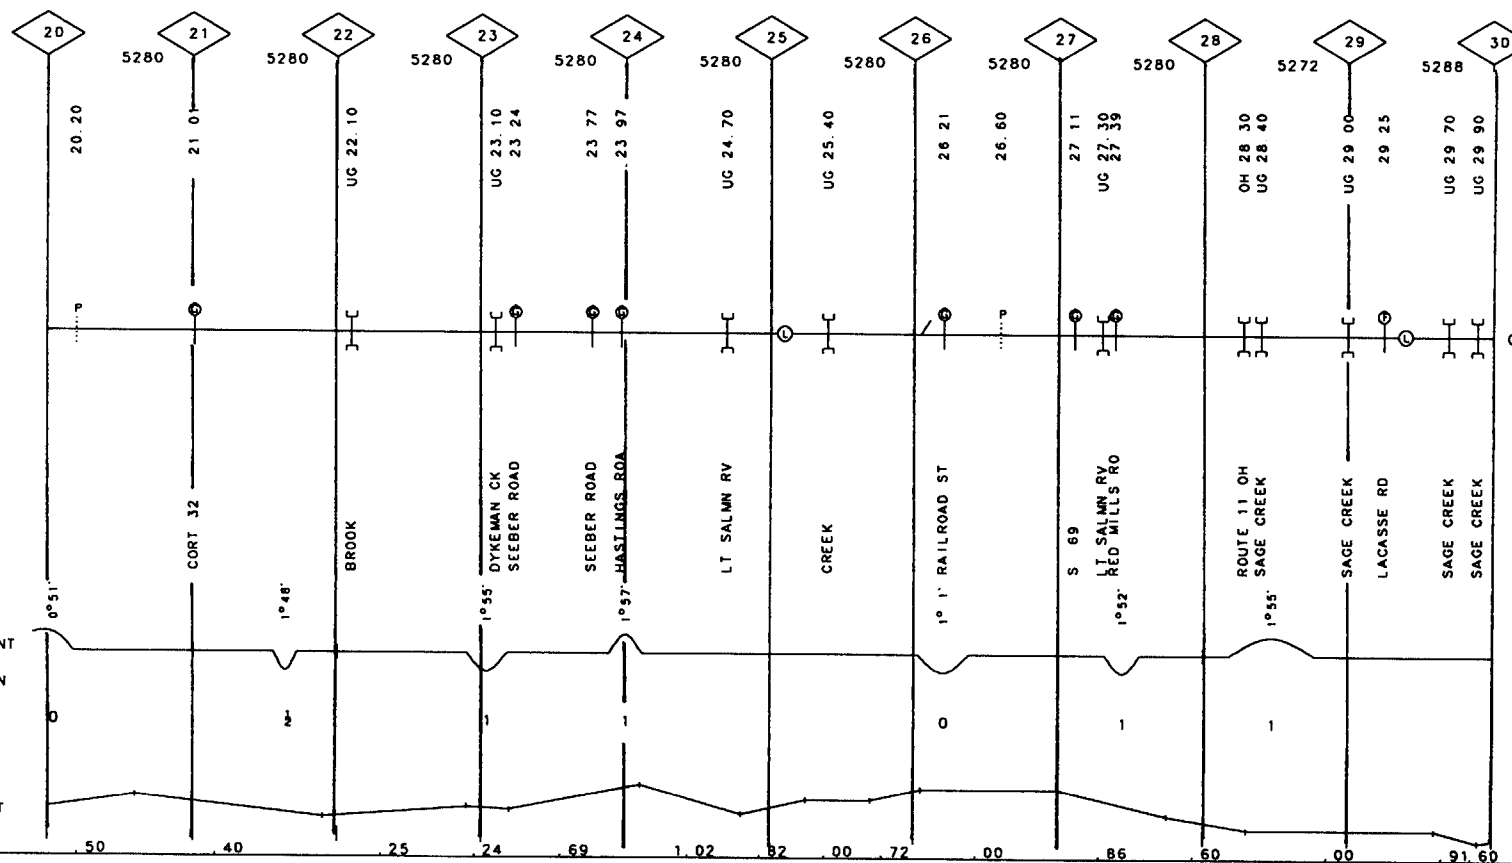 20 21 22 23 24 25 26 27 28 29 30
5280 5280 5280 5280 5280 5280 5280 5280 5272 5288
20.20
21 01
UG 22.10
UG 23.10
23 24
23 77
23 97
UG 24.70
UG 25.40
26 21
26.60
27 11
UG 27.30
27 39
OH 28 30
UG 28 40
UG 29 00
29 25
UG 29 70
UG 29 90
P
L
P
L
CORT 32
BROOK
DYKEMAN CK
SEEBER ROAD
SEEBER ROAD
HASTINGS ROA
LT SALMN RV
CREEK
RAILROAD ST
S 69
LT SALMN RV
RED MILLS RO
ROUTE 11 OH
SAGE CREEK
SAGE CREEK
LACASSE RD
SAGE CREEK
SAGE CREEK
0°51' 1°48' 1°55' 1°57' 1° 1' 1°52' 1°55'
NT
N
0 1 1 0 1 1
T
.50 .40 .25 .24 .69 1.02 .82 .00 .72 .00 .86 .60 .00 .91 .60